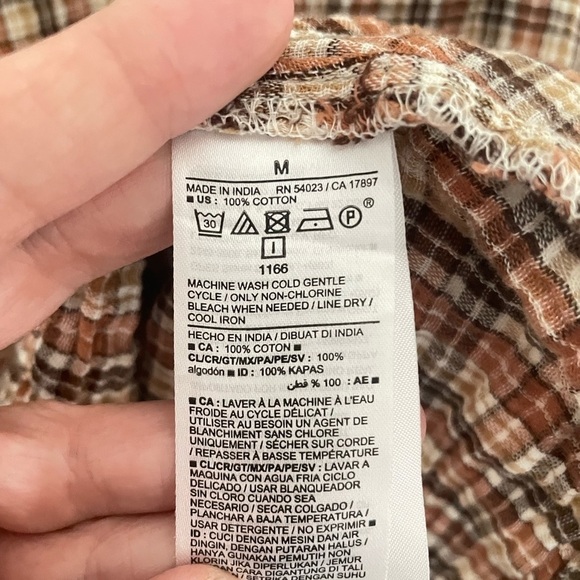 M
MADE IN INDIA RN 54023 / CA 17897
■ US : 100% COTTON
30 P ®
I
1166
MACHINE WASH COLD GENTLE
CYCLE / ONLY NON-CHLORINE
BLEACH WHEN NEEDED / LINE DRY /
COOL IRON
HECHO EN INDIA / DIBUAT DI INDIA
■ CA : 100% COTON ■
CL/CR/GT/MX/PA/PE/SV : 100%
algodón ■ ID : 100% KAPAS
■ AE : 100 % قطن
■ CA : LAVER À LA MACHINE À L'EAU
FROIDE AU CYCLE DÉLICAT /
UTILISER AU BESOIN UN AGENT DE
BLANCHIMENT SANS CHLORE
UNIQUEMENT / SÉCHER SUR CORDE
/ REPASSER À BASSE TEMPÉRATURE
■ CL/CR/GT/MX/PA/PE/SV : LAVAR A
MAQUINA CON AGUA FRIA CICLO
DELICADO / USAR BLANQUEADOR
SIN CLORO CUANDO SEA
NECESARIO / SECAR COLGADO /
PLANCHAR A BAJA TEMPERATURA /
USAR DETERGENTE / NO EXPRIMIR ■
ID : CUCI DENGAN MESIN DAN AIR
DINGIN, DENGAN PUTARAN HALUS /
HANYA GUNAKAN PEMUTIH NON
KLORIN JIKA DIPERLUKAN / JEMUR
GANTUNGAN DI TALI
SETRIKA DENGAN SUHU